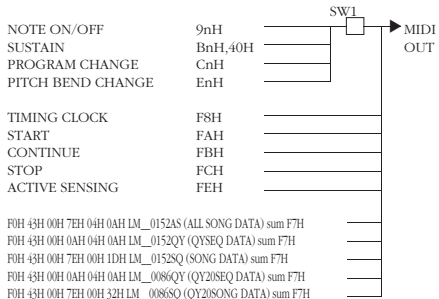 SW1
NOTE ON/OFF 9nH MIDI
SUSTAIN BnH,40H OUT
PROGRAM CHANGE CnH
PITCH BEND CHANGE EnH
TIMING CLOCK F8H
START FAH
CONTINUE FBH
STOP FCH
ACTIVE SENSING FEH
F0H 43H 00H 7EH 04H 0AH LM__0152AS (ALL SONG DATA) sum F7H
F0H 43H 00H 0AH 04H 0AH LM__0152QY (QYSEQ DATA) sum F7H
F0H 43H 00H 7EH 00H 1DH LM__0152SQ (SONG DATA) sum F7H
F0H 43H 00H 0AH 04H 0AH LM__0086QY (QY20SEQ DATA) sum F7H
F0H 43H 00H 7EH 00H 32H LM__0086SQ (QY20SONG DATA) sum F7H